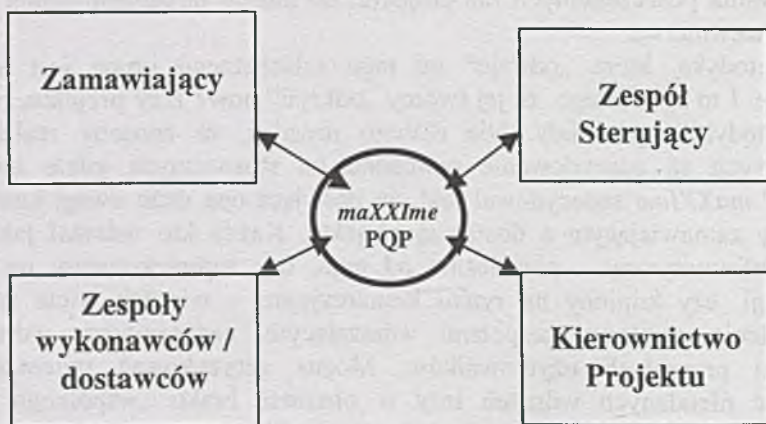 Zamawiający
Zespół
Sterujący
maXXIme
PQP
Zespoły
wykonawców /
dostawców
Kierownictwo
Projektu